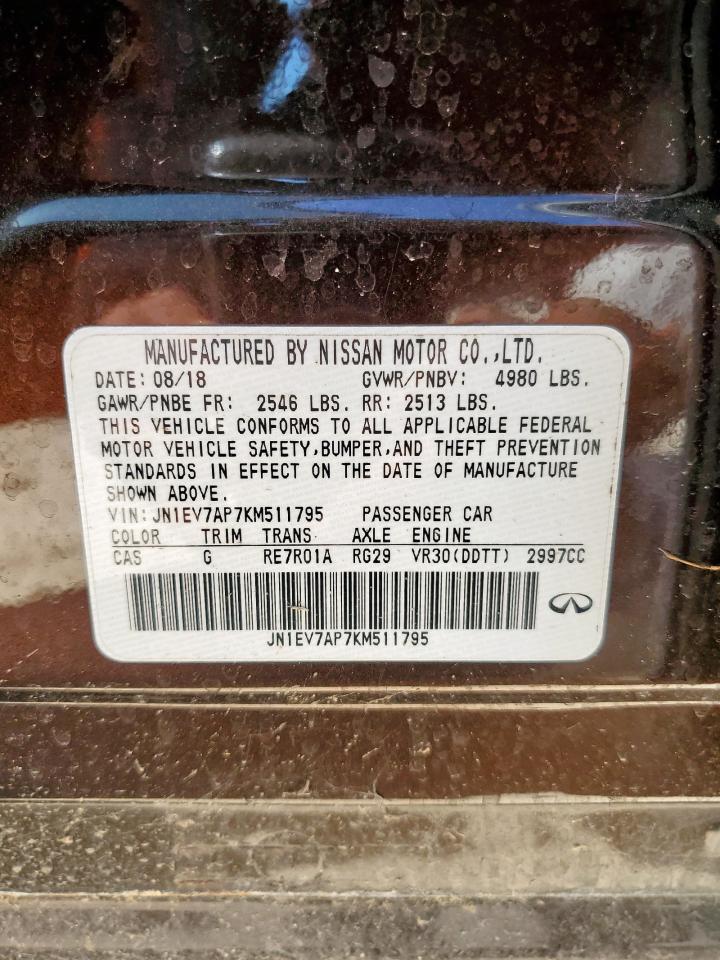 MANUFACTURED BY NISSAN MOTOR CO.,LTD.
DATE: 08/18 GVWR/PNBV: 4980 LBS.
GAWR/PNBE FR: 2546 LBS. RR: 2513 LBS.
THIS VEHICLE CONFORMS TO ALL APPLICABLE FEDERAL
MOTOR VEHICLE SAFETY,BUMPER,AND THEFT PREVENTION
STANDARDS IN EFFECT ON THE DATE OF MANUFACTURE
SHOWN ABOVE.
VIN: JN1EV7AP7KM511795 PASSENGER CAR
COLOR TRIM TRANS AXLE ENGINE
CAS G RE7R01A RG29 VR30(DDTT) 2997CC
JN1EV7AP7KM511795